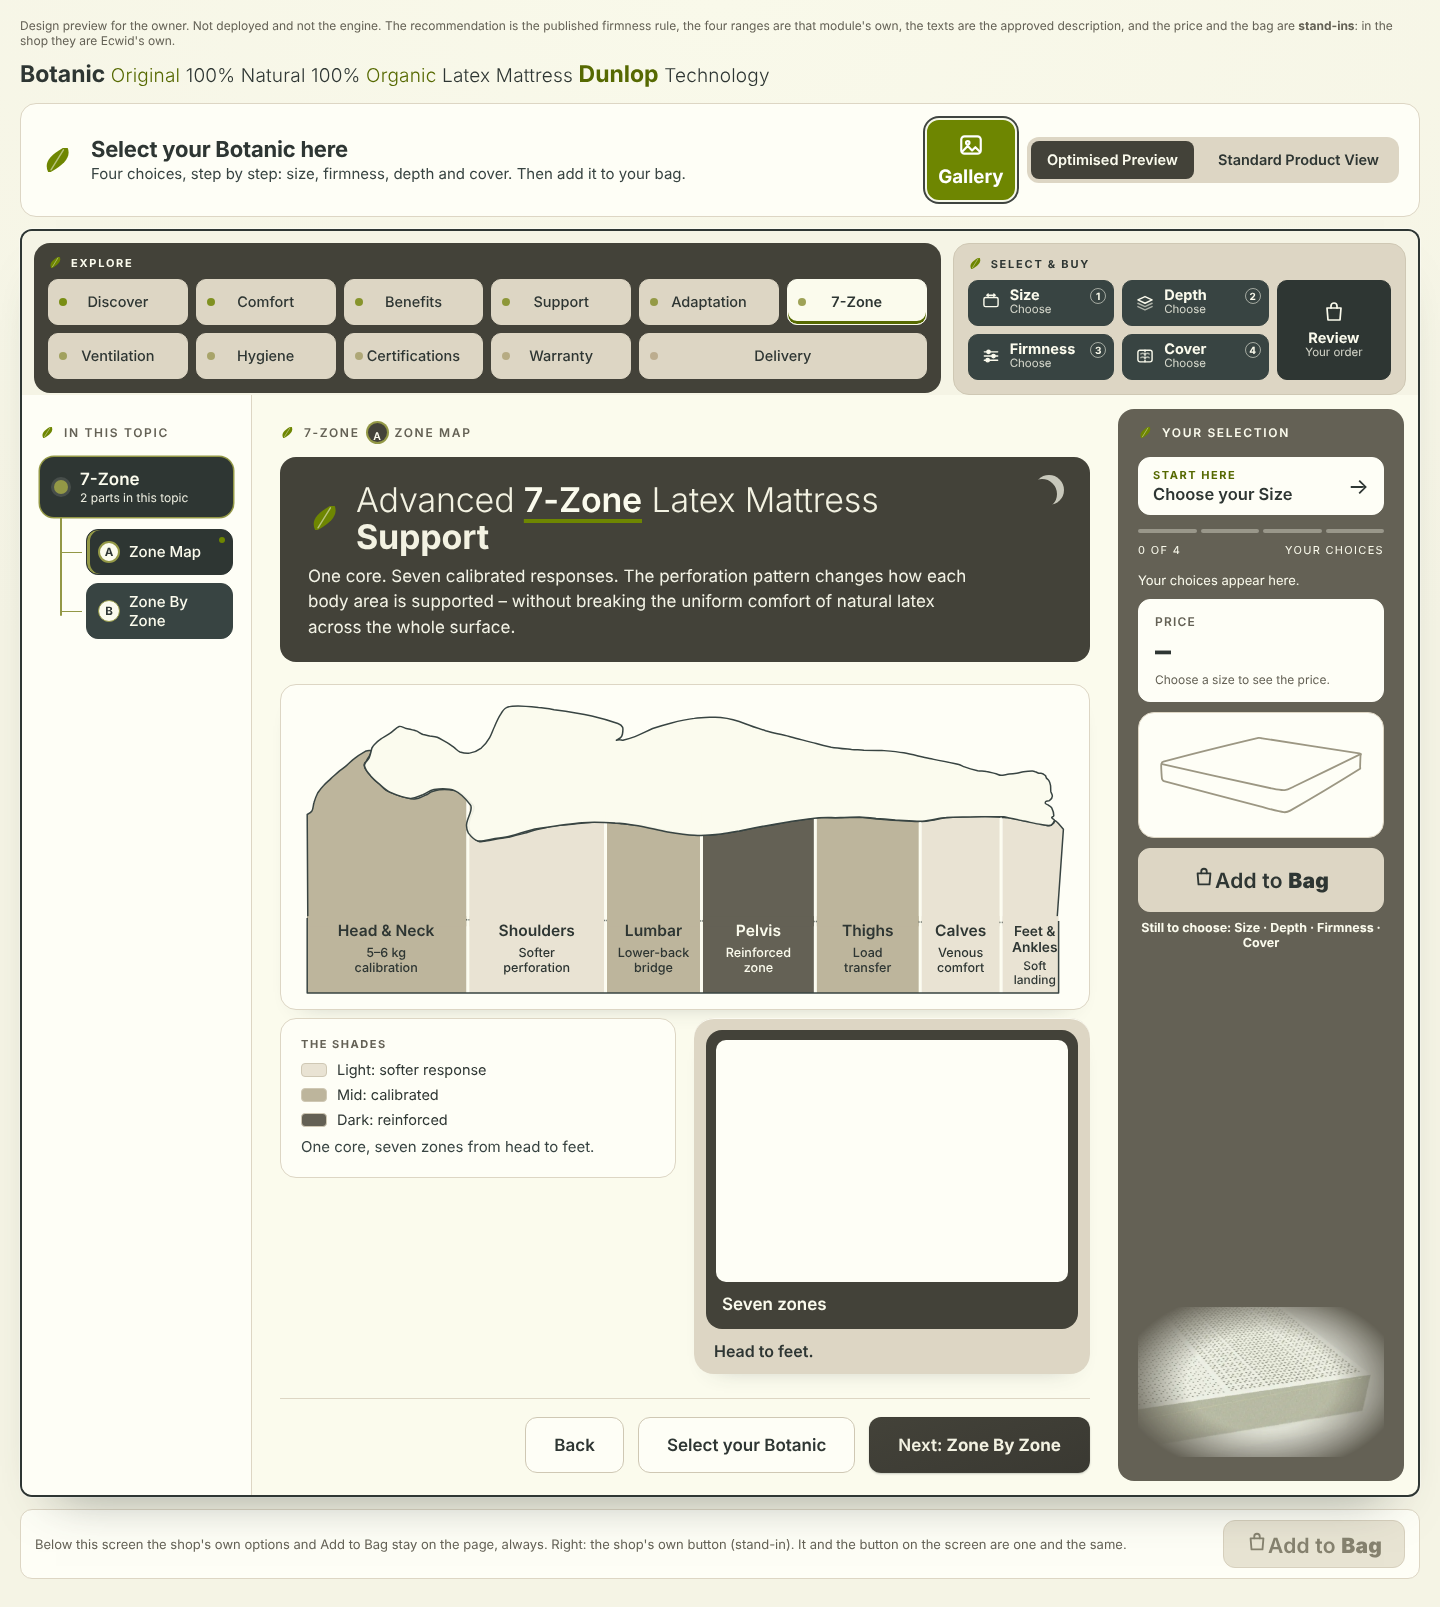 Design preview for the owner. Not deployed and not the engine. The recommendation is the published firmness rule, the four ranges are that module's own, the texts are the approved description, and the price and the bag are stand-ins: in the
shop they are Ecwid's own.
Botanic Original 100% Natural 100% Organic Latex Mattress Dunlop Technology
Select your Botanic here
Four choices, step by step: size, firmness, depth and cover. Then add it to your bag.
Gallery
Optimised Preview
Standard Product View
EXPLORE
Discover
Comfort
Benefits
Support
Adaptation
7-Zone
Ventilation
Hygiene
Certifications
Warranty
Delivery
SELECT & BUY
Size
Choose
1
Depth
Choose
2
Firmness
Choose
3
Cover
Choose
4
Review
Your order
IN THIS TOPIC
7-Zone
2 parts in this topic
A Zone Map
B Zone By
Zone
7-ZONE A ZONE MAP
Advanced 7-Zone Latex Mattress
Support
One core. Seven calibrated responses. The perforation pattern changes how each
body area is supported – without breaking the uniform comfort of natural latex
across the whole surface.
Head & Neck
5–6 kg
calibration
Shoulders
Softer
perforation
Lumbar
Lower-back
bridge
Pelvis
Reinforced
zone
Thighs
Load
transfer
Calves
Venous
comfort
Feet &
Ankles
Soft
landing
THE SHADES
Light: softer response
Mid: calibrated
Dark: reinforced
One core, seven zones from head to feet.
Seven zones
Head to feet.
Back
Select your Botanic
Next: Zone By Zone
YOUR SELECTION
START HERE
Choose your Size
0 OF 4
YOUR CHOICES
Your choices appear here.
PRICE
–
Choose a size to see the price.
Add to Bag
Still to choose: Size · Depth · Firmness ·
Cover
Below this screen the shop's own options and Add to Bag stay on the page, always. Right: the shop's own button (stand-in). It and the button on the screen are one and the same.
Add to Bag